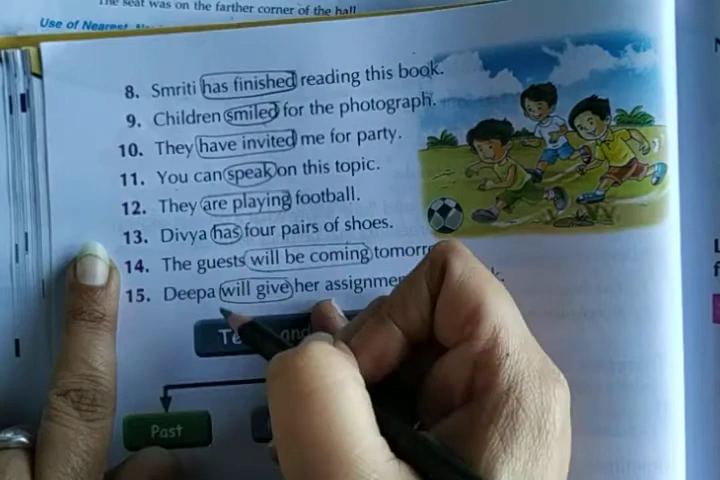 The seat was on the farther corner of the hall
Use of Nearest
8. Smriti has finished reading this book.
9. Children smiled for the photograph.
10. They have invited me for party.
11. You can speak on this topic.
12. They are playing football.
13. Divya has four pairs of shoes.
14. The guests will be coming
15. Deepa will give her
and
Past